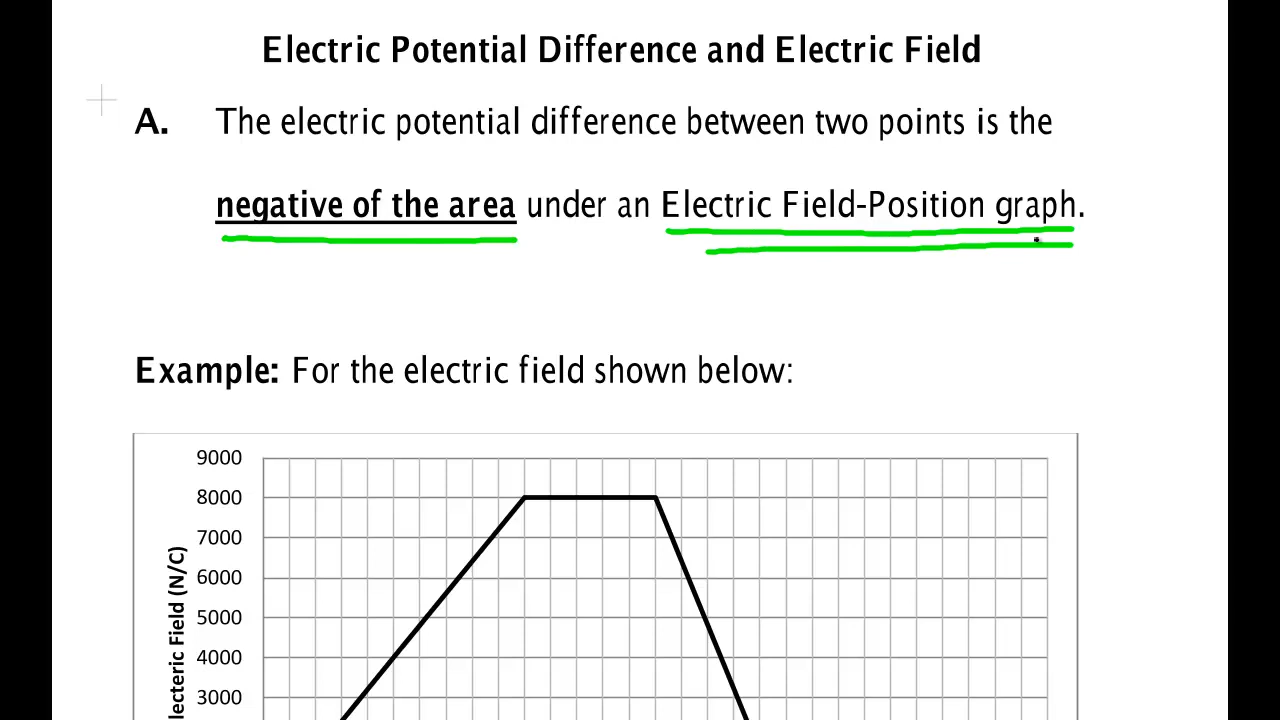 Electric Potential Difference and Electric Field
A. The electric potential difference between two points is the
negative of the area under an Electric Field-Position graph.
Example: For the electric field shown below:
9000
8000
7000
6000
5000
4000
3000
lecteric Field (N/C)